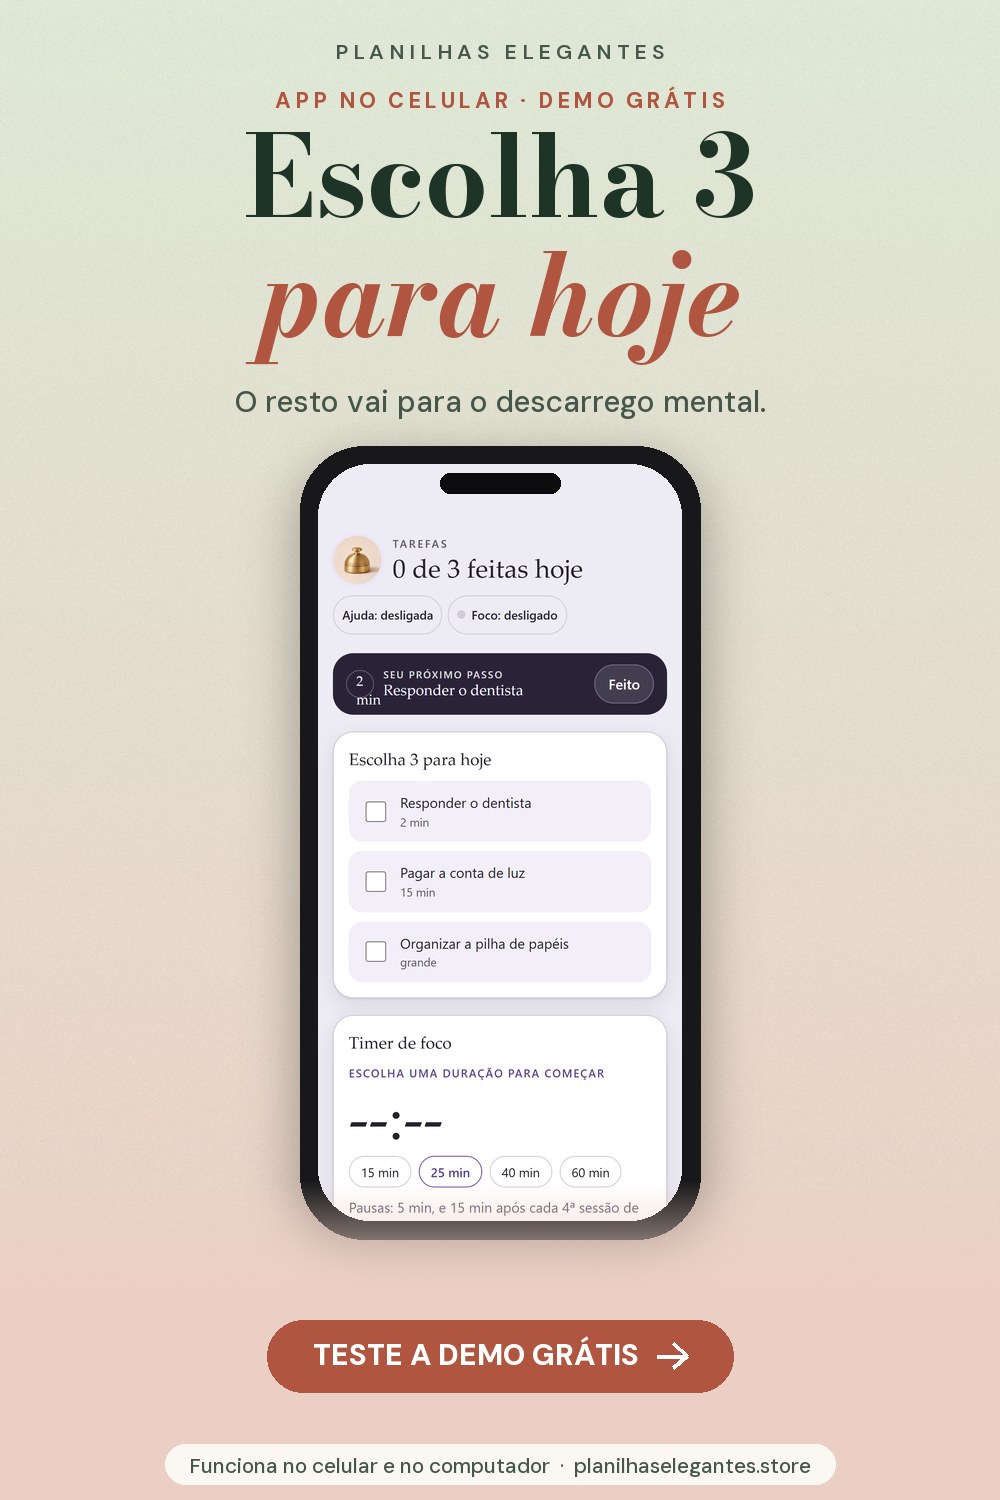 PLANILHAS ELEGANTES
APP NO CELULAR · DEMO GRÁTIS
Escolha 3
para hoje
O resto vai para o descarrego mental.
TAREFAS
0 de 3 feitas hoje
Ajuda: desligada
Foco: desligado
2
min
SEU PRÓXIMO PASSO
Responder o dentista
Feito
Escolha 3 para hoje
Responder o dentista
2 min
Pagar a conta de luz
15 min
Organizar a pilha de papéis
grande
Timer de foco
ESCOLHA UMA DURAÇÃO PARA COMEÇAR
--:--
15 min
25 min
40 min
60 min
Pausas: 5 min, e 15 min após cada 4ª sessão de
TESTE A DEMO GRÁTIS →
Funciona no celular e no computador · planilhaselegantes.store